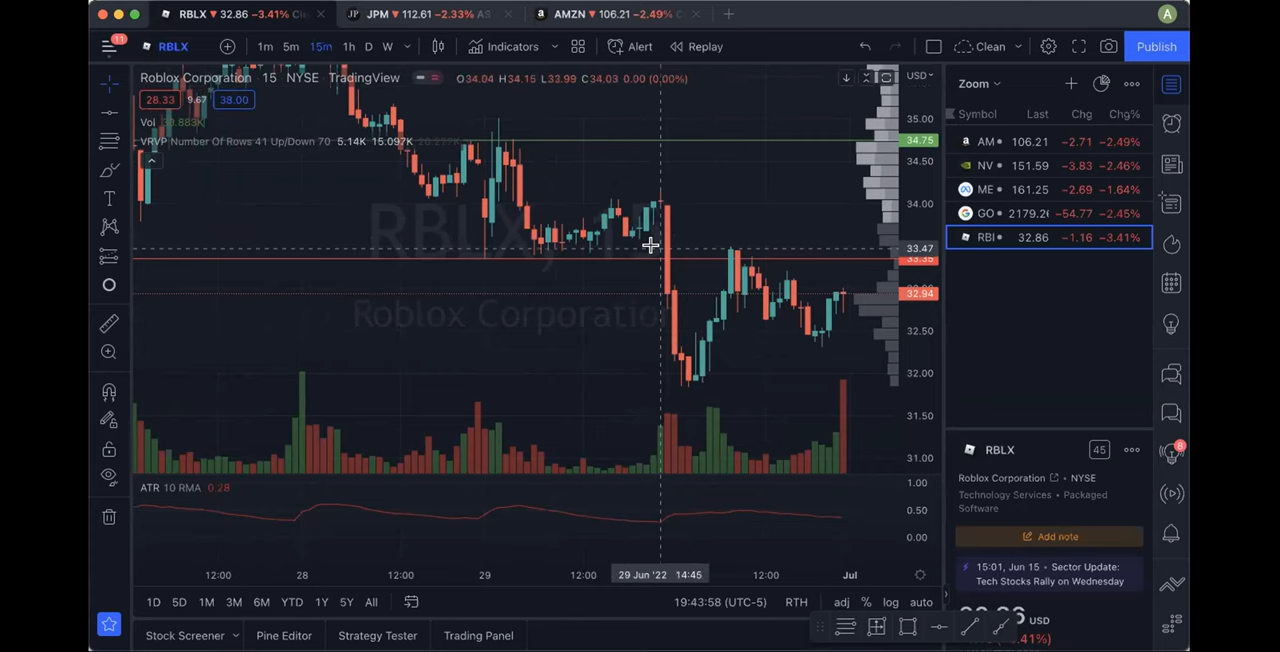 RBLX ▼ 32.86 −3.41% Cl
JPM ▼ 112.61 −2.33% AS
AMZN ▼ 106.21 −2.49% C
A
11
RBLX
1m 5m 15m 1h D W
Indicators
Alert
Replay
Clean
Publish
Roblox Corporation · 15 · NYSE · TradingView
O34.04 H34.15 L33.99 C34.03 0.00 (0.00%)
USD
28.33 9.67 38.00
Vol
VRVP Number Of Rows 41 Up/Down 70 5.14K 15.097K
RBLX, 15
Roblox Corporation
35.00
34.75
34.50
34.00
33.47
33.35
32.94
32.50
32.00
31.50
31.00
ATR 10 RMA 0.28
1.00
0.50
0.00
12:00 28 12:00 29 12:00 29 Jun '22 14:45 12:00 Jul
1D 5D 1M 3M 6M YTD 1Y 5Y All
19:43:58 (UTC-5) RTH adj % log auto
Stock Screener
Pine Editor
Strategy Tester
Trading Panel
Zoom
Symbol Last Chg Chg%
AM 106.21 −2.71 −2.49%
NV 151.59 −3.83 −2.46%
ME 161.25 −2.69 −1.64%
GO 2179.26 −54.77 −2.45%
RBI 32.86 −1.16 −3.41%
RBLX
45
Roblox Corporation • NYSE
Technology Services • Packaged
Software
Add note
15:01, Jun 15 • Sector Update:
Tech Stocks Rally on Wednesday
USD
8